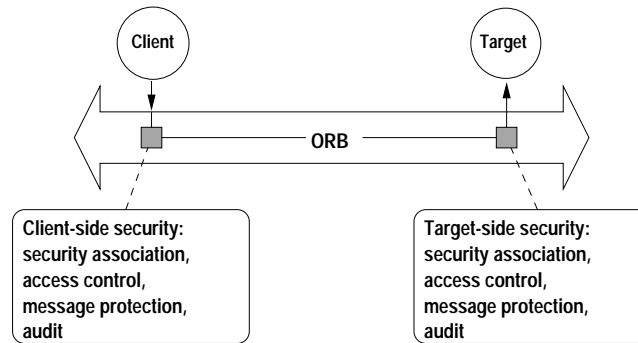 Client
Target
ORB
Client-side security:
security association,
access control,
message protection,
audit
Target-side security:
security association,
access control,
message protection,
audit